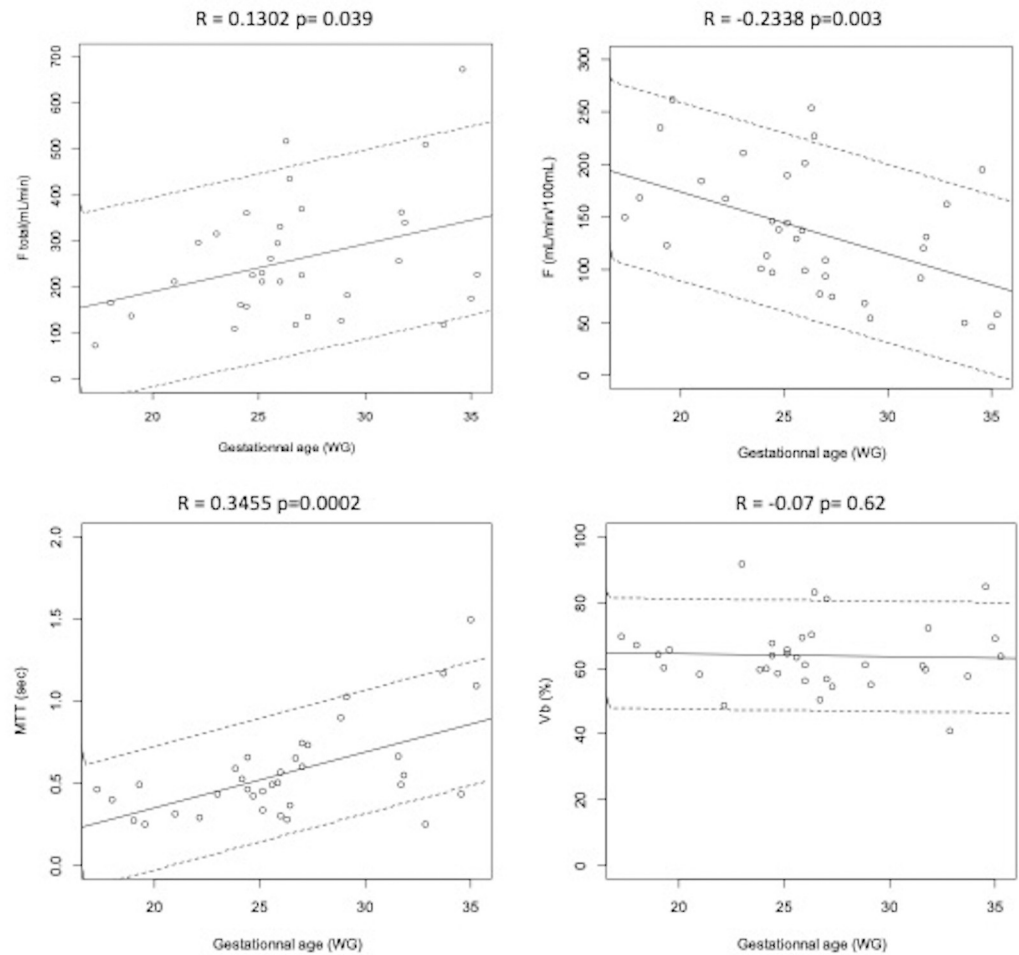 R = 0.1302 p= 0.039
F total(mL/min)
700
600
500
400
300
200
100
0
20 25 30 35
Gestationnal age (WG)
R = -0.2338 p=0.003
F (mL/min/100mL)
300
250
200
150
100
50
0
20 25 30 35
Gestationnal age (WG)
R = 0.3455 p=0.0002
MTT (sec)
2.0
1.5
1.0
0.5
0.0
20 25 30 35
Gestationnal age (WG)
R = -0.07 p= 0.62
Vb (%)
100
80
60
40
20
0
20 25 30 35
Gestationnal age (WG)